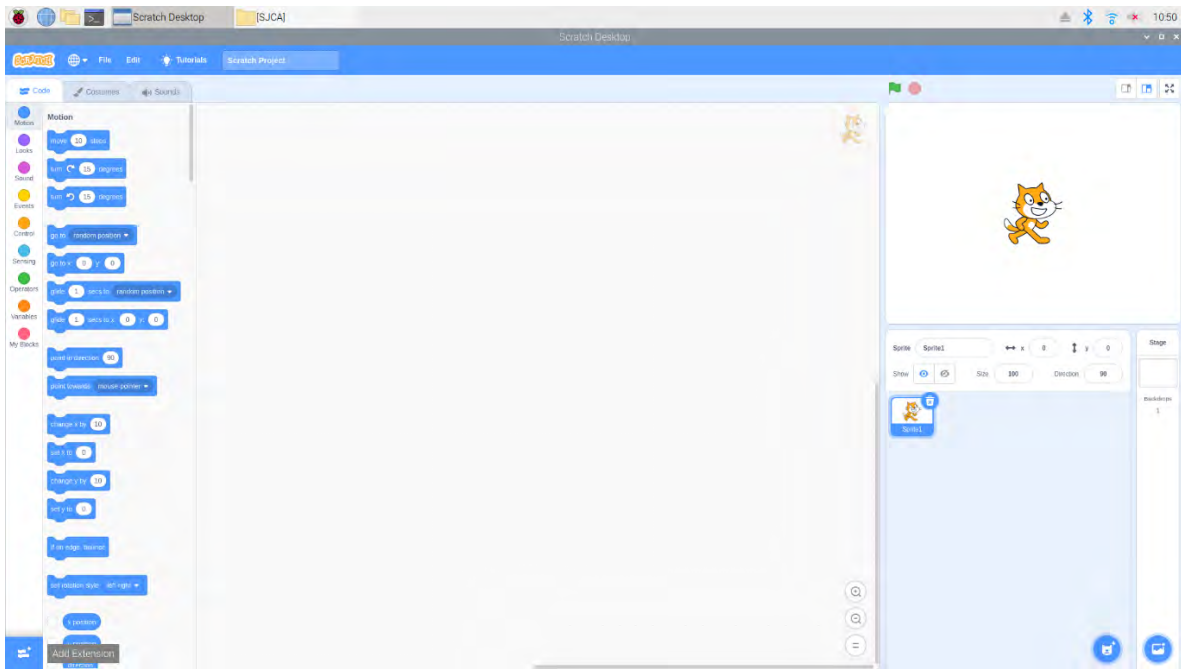 Scratch Desktop
[SJCA]
10:50
Scratch Desktop
SCRATCH
File Edit Tutorials Scratch Project
Code Costumes Sounds
Motion
Looks
Sound
Events
Control
Sensing
Operators
Variables
My Blocks
Motion
move 10 steps
turn 15 degrees
turn 15 degrees
go to random position
go to x: 0 y: 0
glide 1 secs to random position
glide 1 secs to x: 0 y: 0
point in direction 90
point towards mouse-pointer
change x by 10
set x to 0
change y by 10
set y to 0
if on edge, bounce
set rotation style left-right
x position
direction
Add Extension
Sprite Sprite1 x 0 y 0
Show Size 100 Direction 90
Sprite1
Stage
Backdrops
1